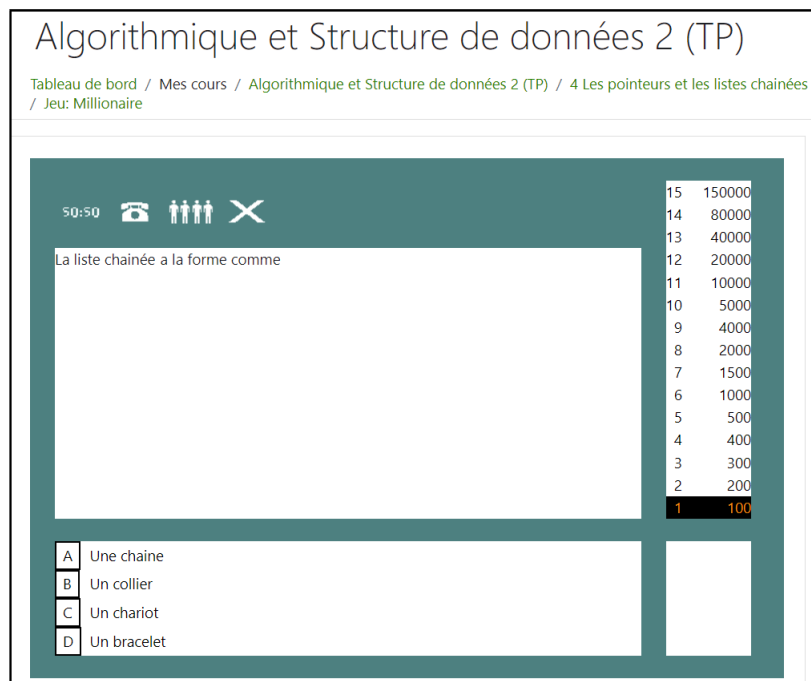 Algorithmique et Structure de données 2 (TP)
Tableau de bord / Mes cours / Algorithmique et Structure de données 2 (TP) / 4 Les pointeurs et les listes chainées
/ Jeu: Millionaire
50:50
La liste chainée a la forme comme
15 150000
14 80000
13 40000
12 20000
11 10000
10 5000
9 4000
8 2000
7 1500
6 1000
5 500
4 400
3 300
2 200
1 100
A Une chaine
B Un collier
C Un chariot
D Un bracelet